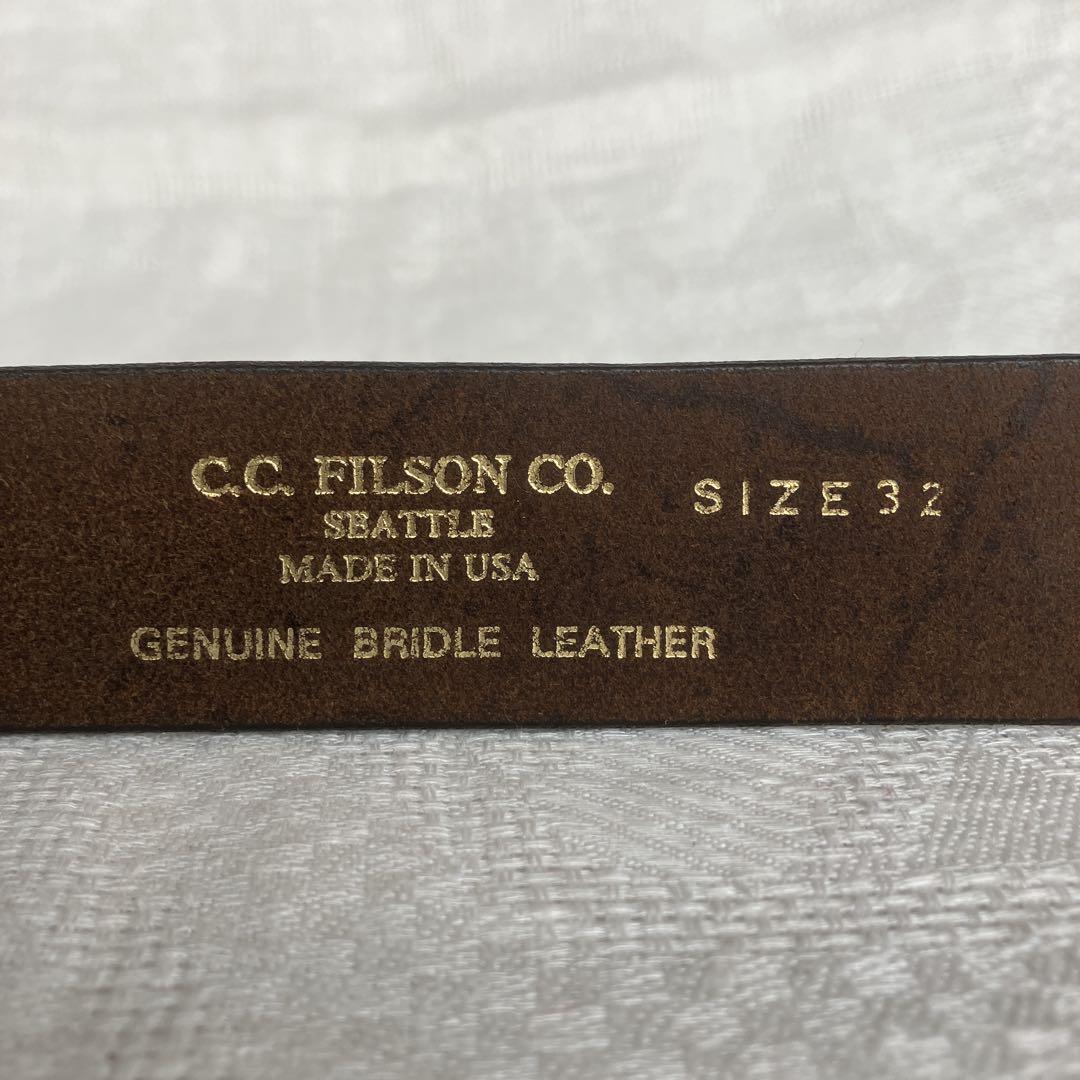 C.C. FILSON CO.
SEATTLE
MADE IN USA
GENUINE BRIDLE LEATHER
SIZE 32